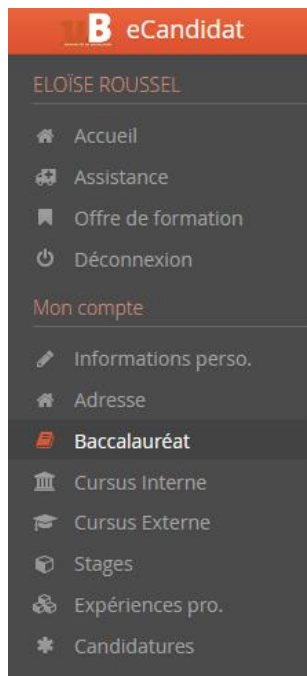 uB eCandidat
ELOÏSE ROUSSEL
Accueil
Assistance
Offre de formation
Déconnexion
Mon compte
Informations perso.
Adresse
Baccalauréat
Cursus Interne
Cursus Externe
Stages
Expériences pro.
Candidatures